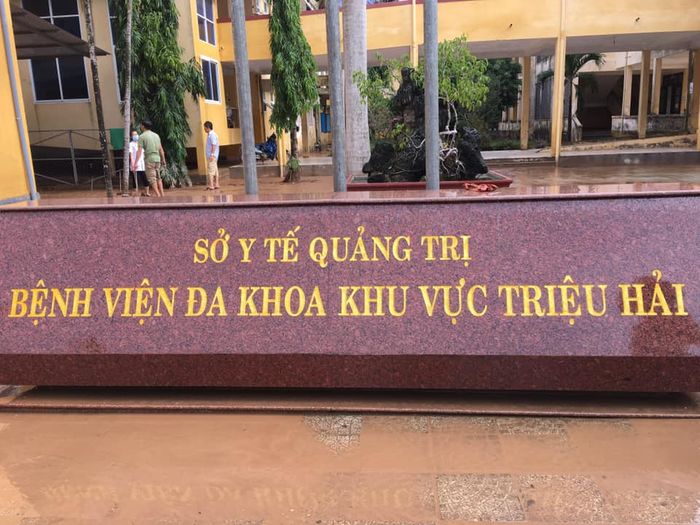 SỞ Y TẾ QUẢNG TRỊ
BỆNH VIỆN ĐA KHOA KHU VỰC TRIỆU HẢI